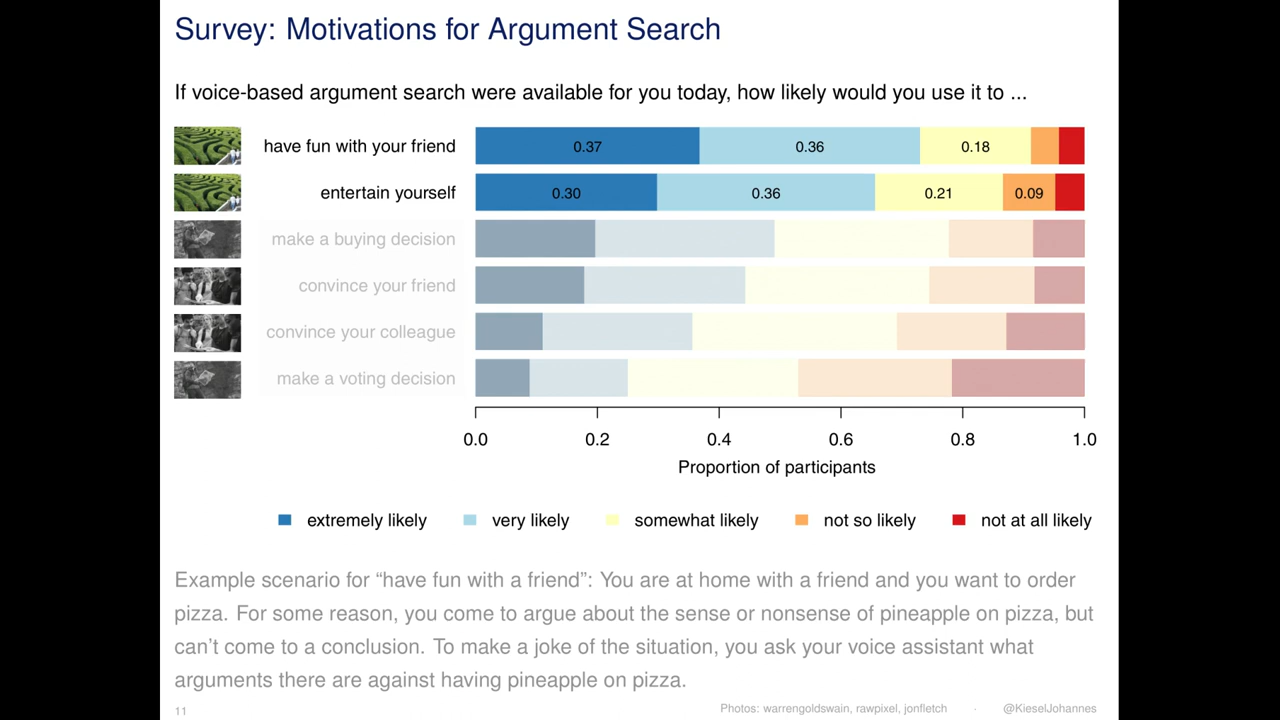 Survey: Motivations for Argument Search
If voice-based argument search were available for you today, how likely would you use it to ...
have fun with your friend 0.37 0.36 0.18
entertain yourself 0.30 0.36 0.21 0.09
make a buying decision
convince your friend
convince your colleague
make a voting decision
0.0 0.2 0.4 0.6 0.8 1.0
Proportion of participants
extremely likely very likely somewhat likely not so likely not at all likely
Example scenario for “have fun with a friend”: You are at home with a friend and you want to order
pizza. For some reason, you come to argue about the sense or nonsense of pineapple on pizza, but
can’t come to a conclusion. To make a joke of the situation, you ask your voice assistant what
arguments there are against having pineapple on pizza.
11 Photos: warrengoldswain, rawpixel, jonfletch · @KieselJohannes